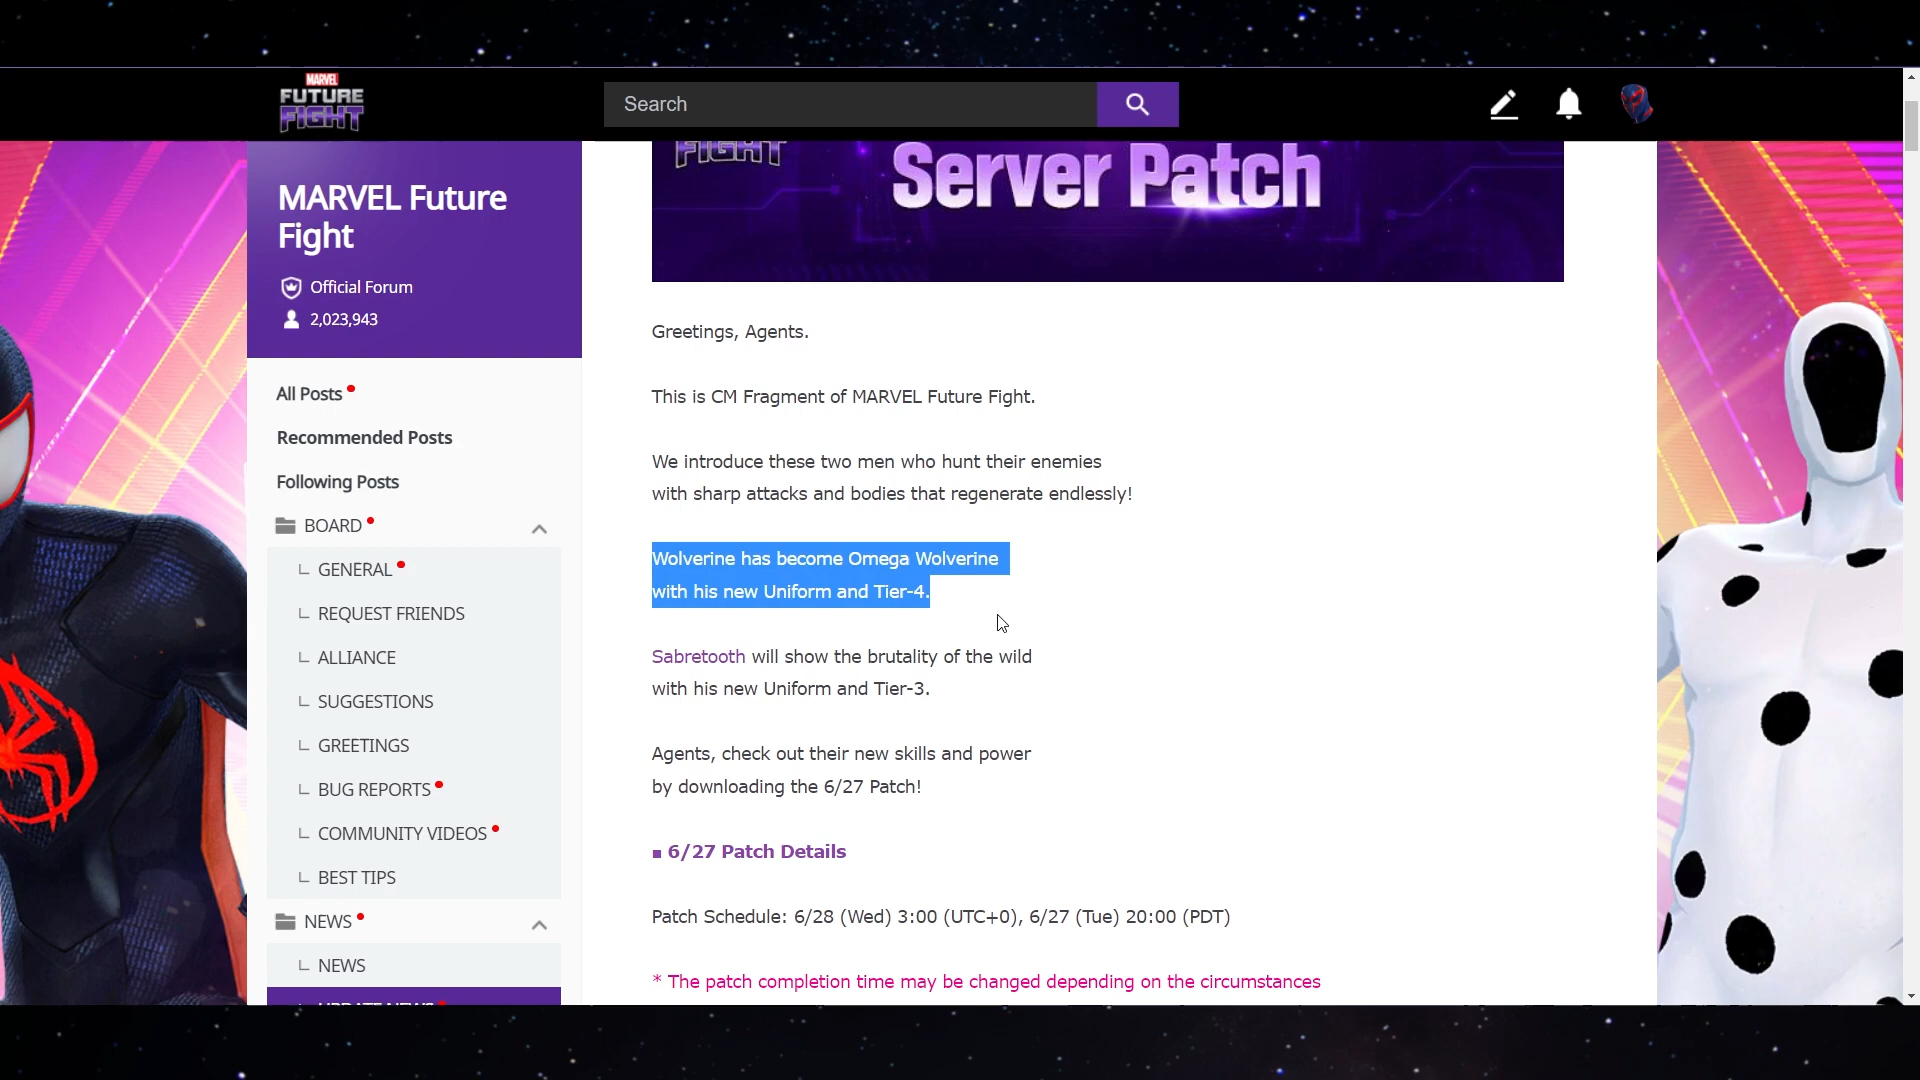 MARVEL
FUTURE
FIGHT
Search
FIGHT
Server Patch
MARVEL Future
Fight
Official Forum
2,023,943
All Posts
Recommended Posts
Following Posts
BOARD
GENERAL
REQUEST FRIENDS
ALLIANCE
SUGGESTIONS
GREETINGS
BUG REPORTS
COMMUNITY VIDEOS
BEST TIPS
NEWS
NEWS
UPDATE NEWS
Greetings, Agents.
This is CM Fragment of MARVEL Future Fight.
We introduce these two men who hunt their enemies
with sharp attacks and bodies that regenerate endlessly!
Wolverine has become Omega Wolverine
with his new Uniform and Tier-4.
Sabretooth will show the brutality of the wild
with his new Uniform and Tier-3.
Agents, check out their new skills and power
by downloading the 6/27 Patch!
■ 6/27 Patch Details
Patch Schedule: 6/28 (Wed) 3:00 (UTC+0), 6/27 (Tue) 20:00 (PDT)
* The patch completion time may be changed depending on the circumstances